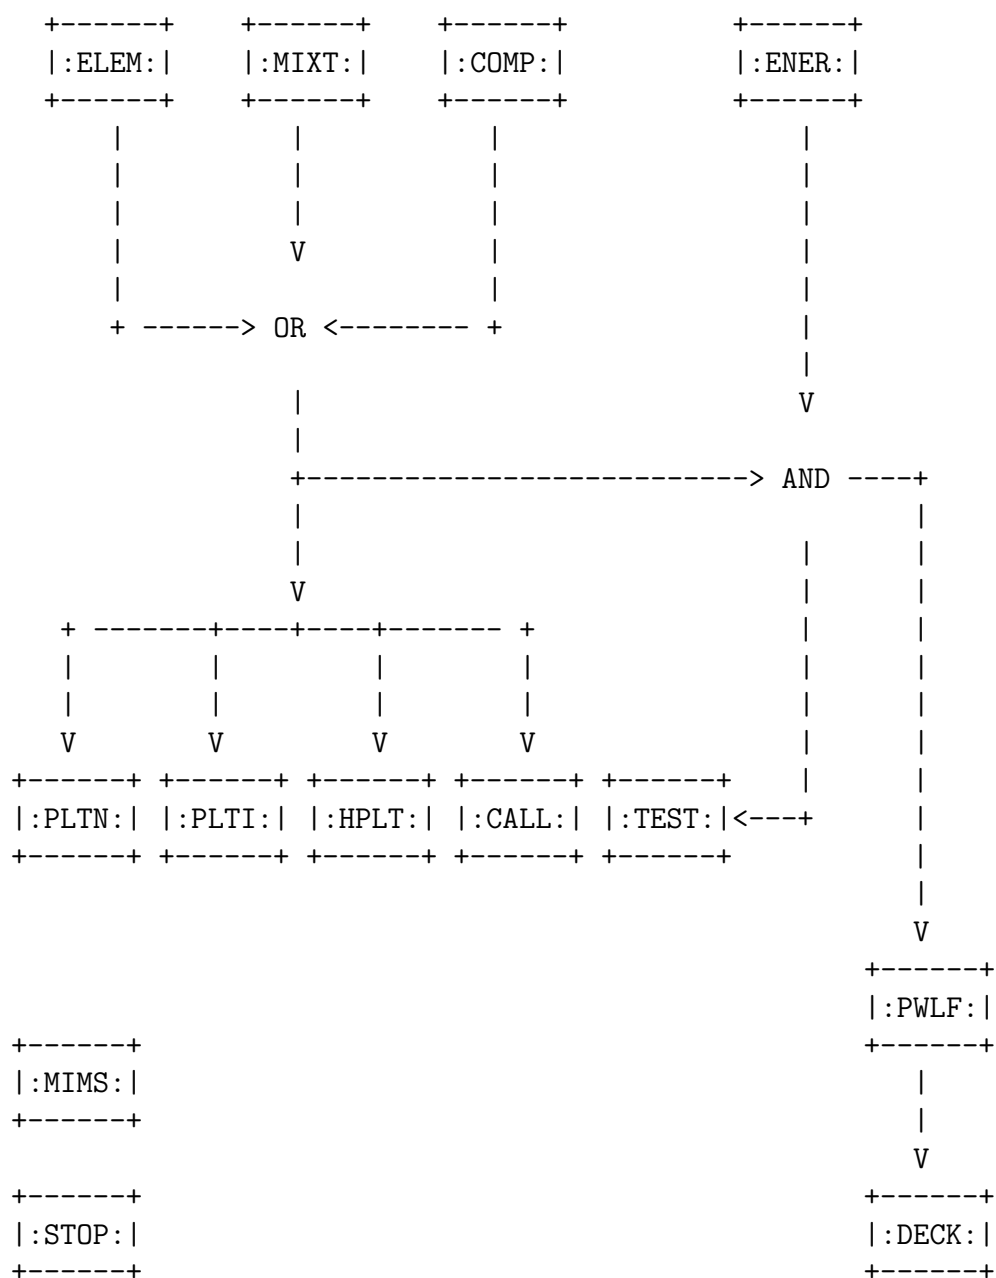 +------+    +------+    +------+          +------+
|:ELEM:|    |:MIXT:|    |:COMP:|          |:ENER:|
+------+    +------+    +------+          +------+
    |          |           |                  |
    |          |           |                  |
    |          |           |                  |
    |          V           |                  |
    |                      |                  |
    + ------> OR <-------- +                  |
                                              |
               |                              V
               |
               +---------------------------> AND ----+
               |                                     |
               |                              |      |
               V                              |      |
 + -------+----+----+------- +                |      |
 |        |         |        |                |      |
 |        |         |        |                |      |
 V        V         V        V                |      |
+------+ +------+ +------+ +------+ +------+    |      |
|:PLTN:| |:PLTI:| |:HPLT:| |:CALL:| |:TEST:|<---+      |
+------+ +------+ +------+ +------+ +------+           |
                                                     |
                                                     V
                                                  +------+
                                                  |:PWLF:|
+------+                                          +------+
|:MIMS:|                                             |
+------+                                             |
                                                     V
+------+                                          +------+
|:STOP:|                                          |:DECK:|
+------+                                          +------+